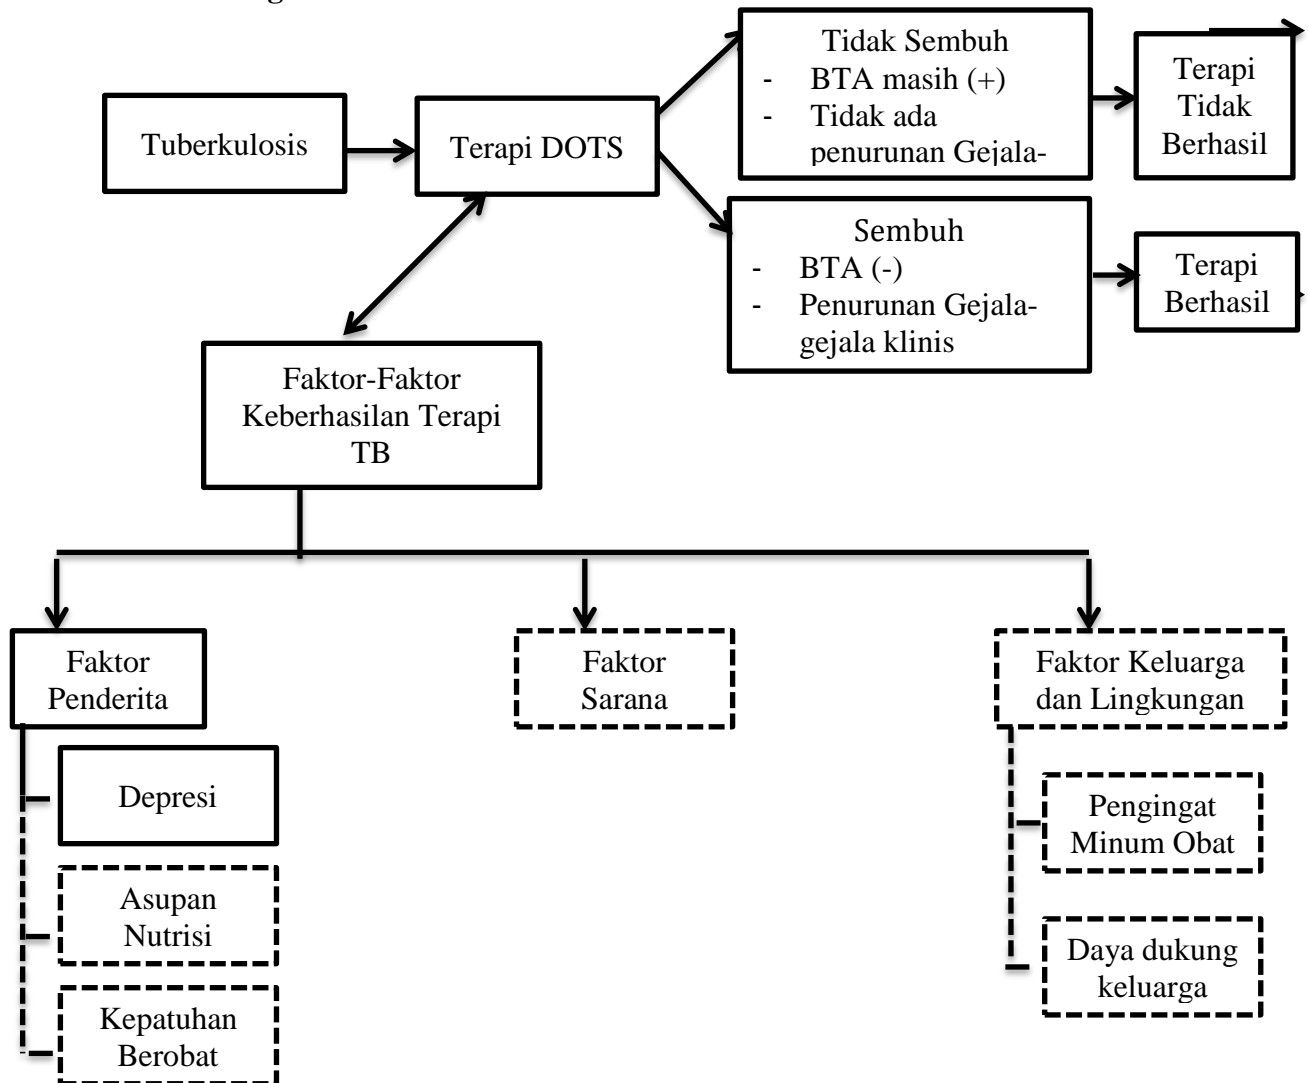 Tuberkulosis
Terapi DOTS
Tidak Sembuh
- BTA masih (+)
- Tidak ada
penurunan Gejala-
Terapi
Tidak
Berhasil
Sembuh
- BTA (-)
- Penurunan Gejala-
gejala klinis
Terapi
Berhasil
Faktor-Faktor
Keberhasilan Terapi
TB
Faktor
Penderita
Faktor
Sarana
Faktor Keluarga
dan Lingkungan
Depresi
Asupan
Nutrisi
Kepatuhan
Berobat
Pengingat
Minum Obat
Daya dukung
keluarga